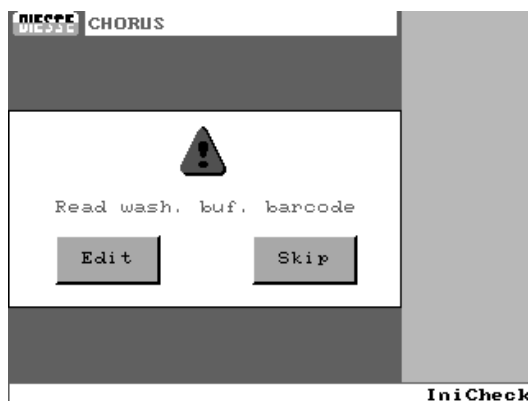 DIESSE CHORUS
Read wash. buf. barcode
Edit
Skip
IniCheck